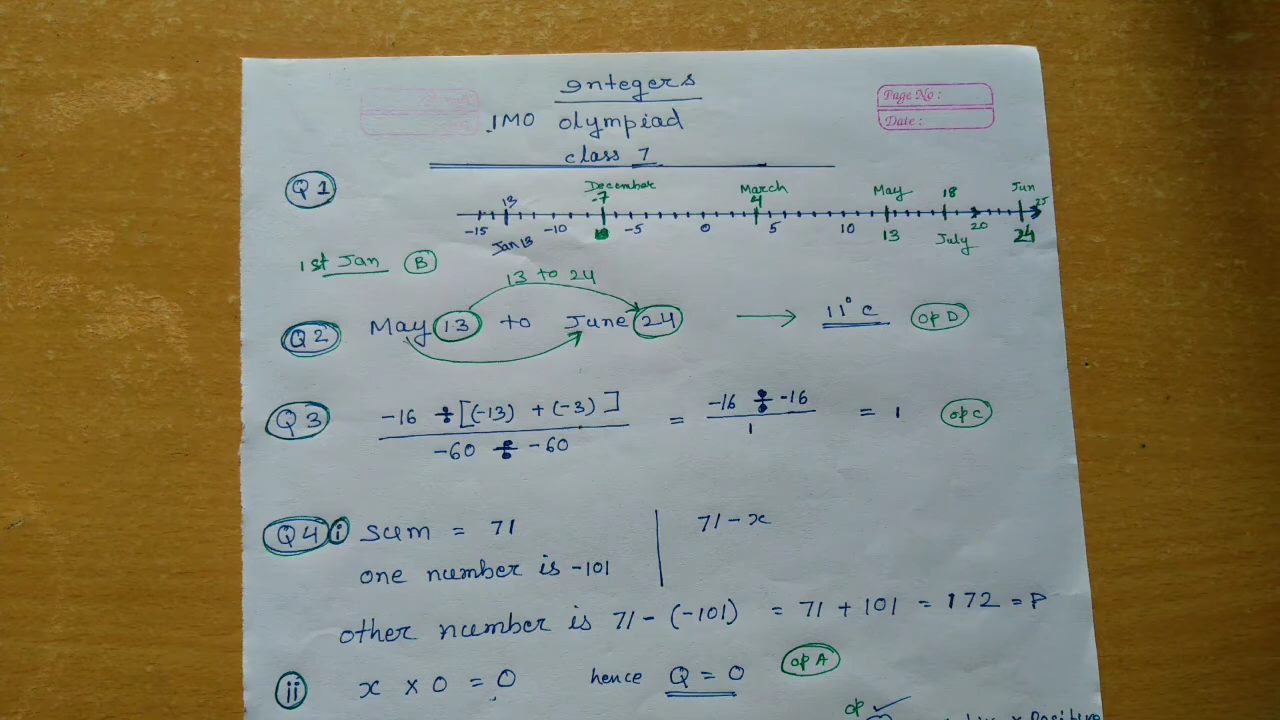 Integers
IMO olympiad
class 7
Page No :
Date :
Q1
December March May 18 Jun
13 -7 4 25
-15 -10 -5 0 5 10 13 20 24
Jan 13 July
1st Jan B
13 to 24
Q2 May 13 to June 24 → 11°C op D
Q3 -16 ÷ [(-13) + (-3)] / -60 ÷ -60 = -16 ÷ -16 / 1 = 1 op C
Q4 i sum = 71 | 71 - x
one number is -101
other number is 71 - (-101) = 71 + 101 = 172 = P
ii x × 0 = 0 hence Q = 0 op A
op ✓
x Positive